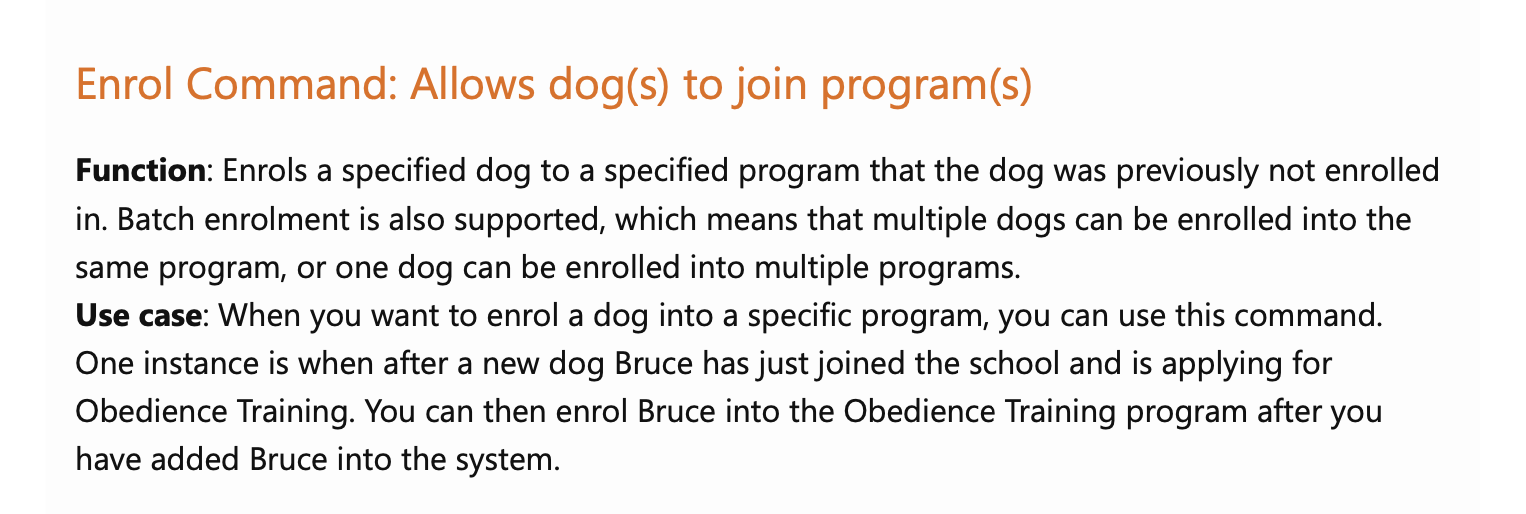 Enrol Command: Allows dog(s) to join program(s)
Function: Enrols a specified dog to a specified program that the dog was previously not enrolled
in. Batch enrolment is also supported, which means that multiple dogs can be enrolled into the
same program, or one dog can be enrolled into multiple programs.
Use case: When you want to enrol a dog into a specific program, you can use this command.
One instance is when after a new dog Bruce has just joined the school and is applying for
Obedience Training. You can then enrol Bruce into the Obedience Training program after you
have added Bruce into the system.